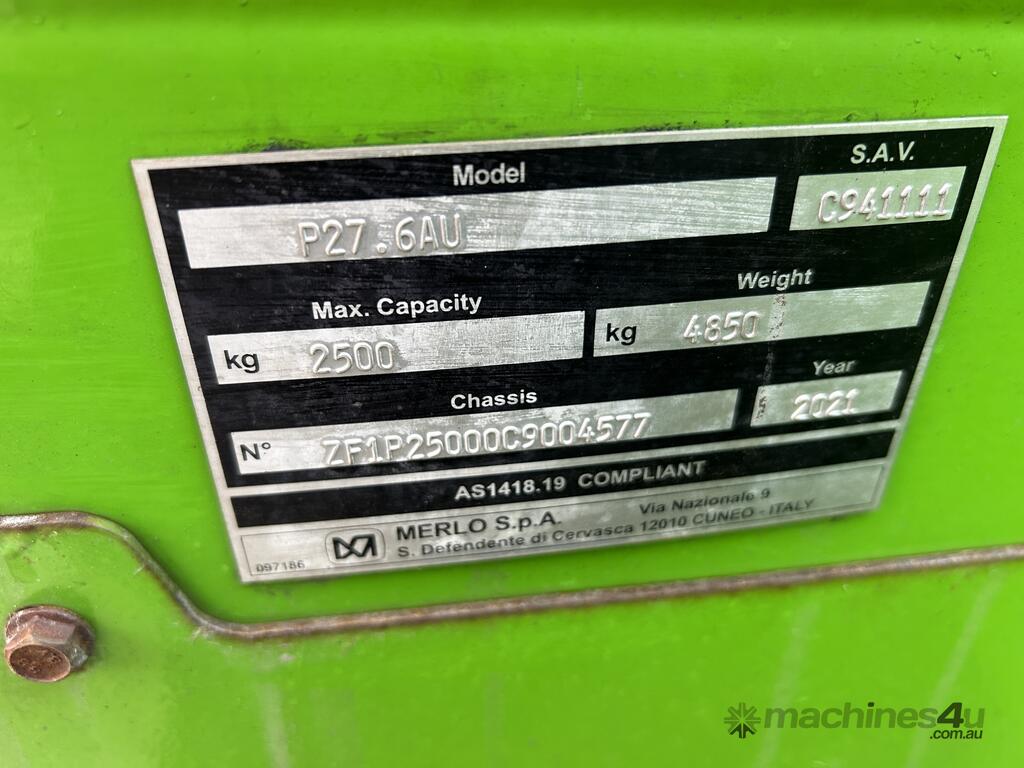 Model
S.A.V.
P27.6AU
C941111
Max. Capacity
Weight
kg 2500
kg 4850
Chassis
Year
N° ZF1P25000C9004577
2021
AS1418.19 COMPLIANT
MERLO S.p.A. Via Nazionale 9
S. Defendente di Cervasca 12010 CUNEO - ITALY
097186
machines4u
.com.au